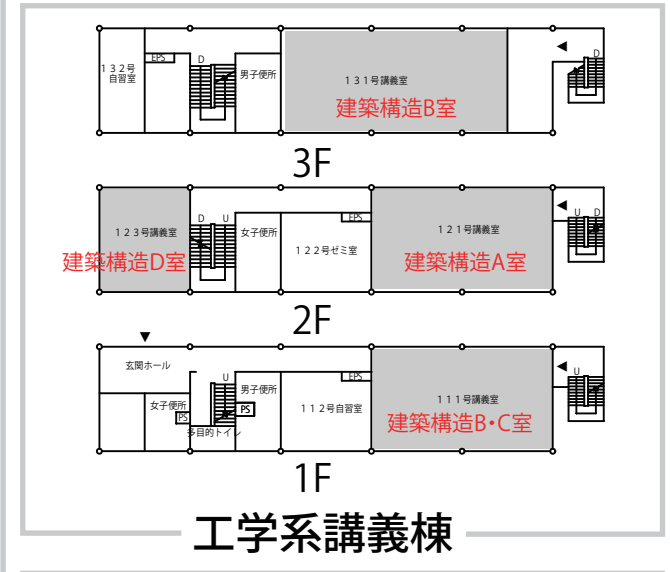 132号
自習室
EPS
D
男子便所
131号講義室
建築構造B室
D
3F
123号講義室
建築構造D室
D U
女子便所
122号ゼミ室
EPS
121号講義室
建築構造A室
U D
2F
玄関ホール
女子便所
PS
U
多目的トイレ
男子便所
PS
112号自習室
EPS
111号講義室
建築構造B・C室
U
1F
工学系講義棟